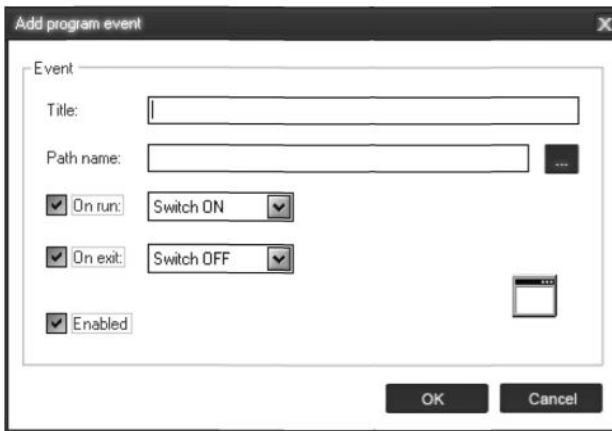 Add program event
Event
Title:
Path name:
...
On run:
Switch ON
On exit:
Switch OFF
Enabled
OK
Cancel